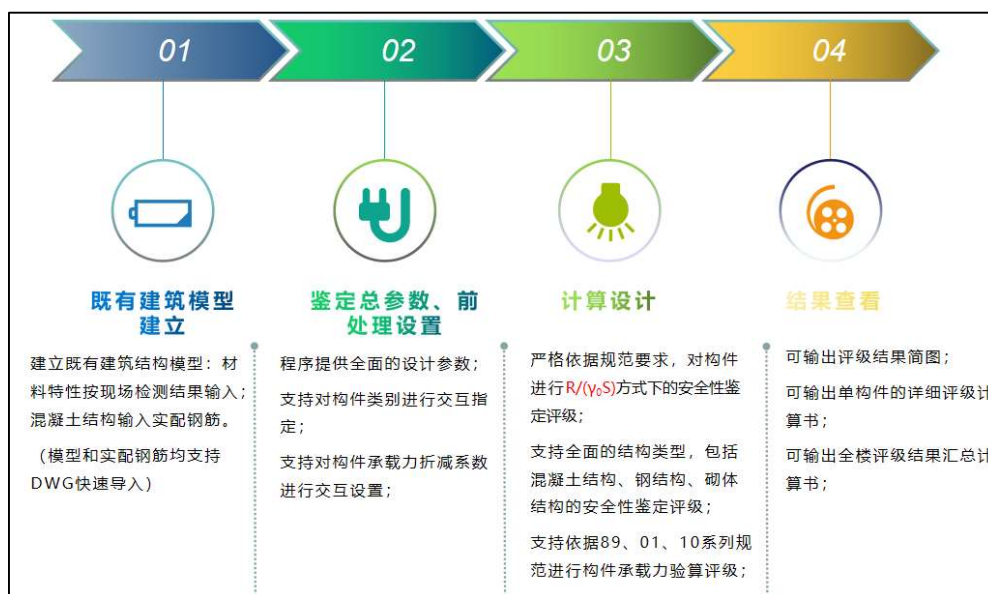 01
02
03
04
既有建筑模型
建立
建立既有建筑结构模型：材
料特性按现场检测结果输入；
混凝土结构输入实配钢筋。
（模型和实配钢筋均支持
DWG快速导入）
鉴定总参数、前
处理设置
程序提供全面的设计参数；
支持对构件类别进行交互指
定；
支持对构件承载力折减系数
进行交互设置；
计算设计
严格依据规范要求，对构件
进行R/(γ₀S)方式下的安全性鉴
定评级；
支持全面的结构类型，包括
混凝土结构、钢结构、砌体
结构的安全性鉴定评级；
支持依据89、01、10系列规
范进行构件承载力验算评级；
结果查看
可输出评级结果简图；
可输出单构件的详细评级计
算书；
可输出全楼评级结果汇总计
算书；